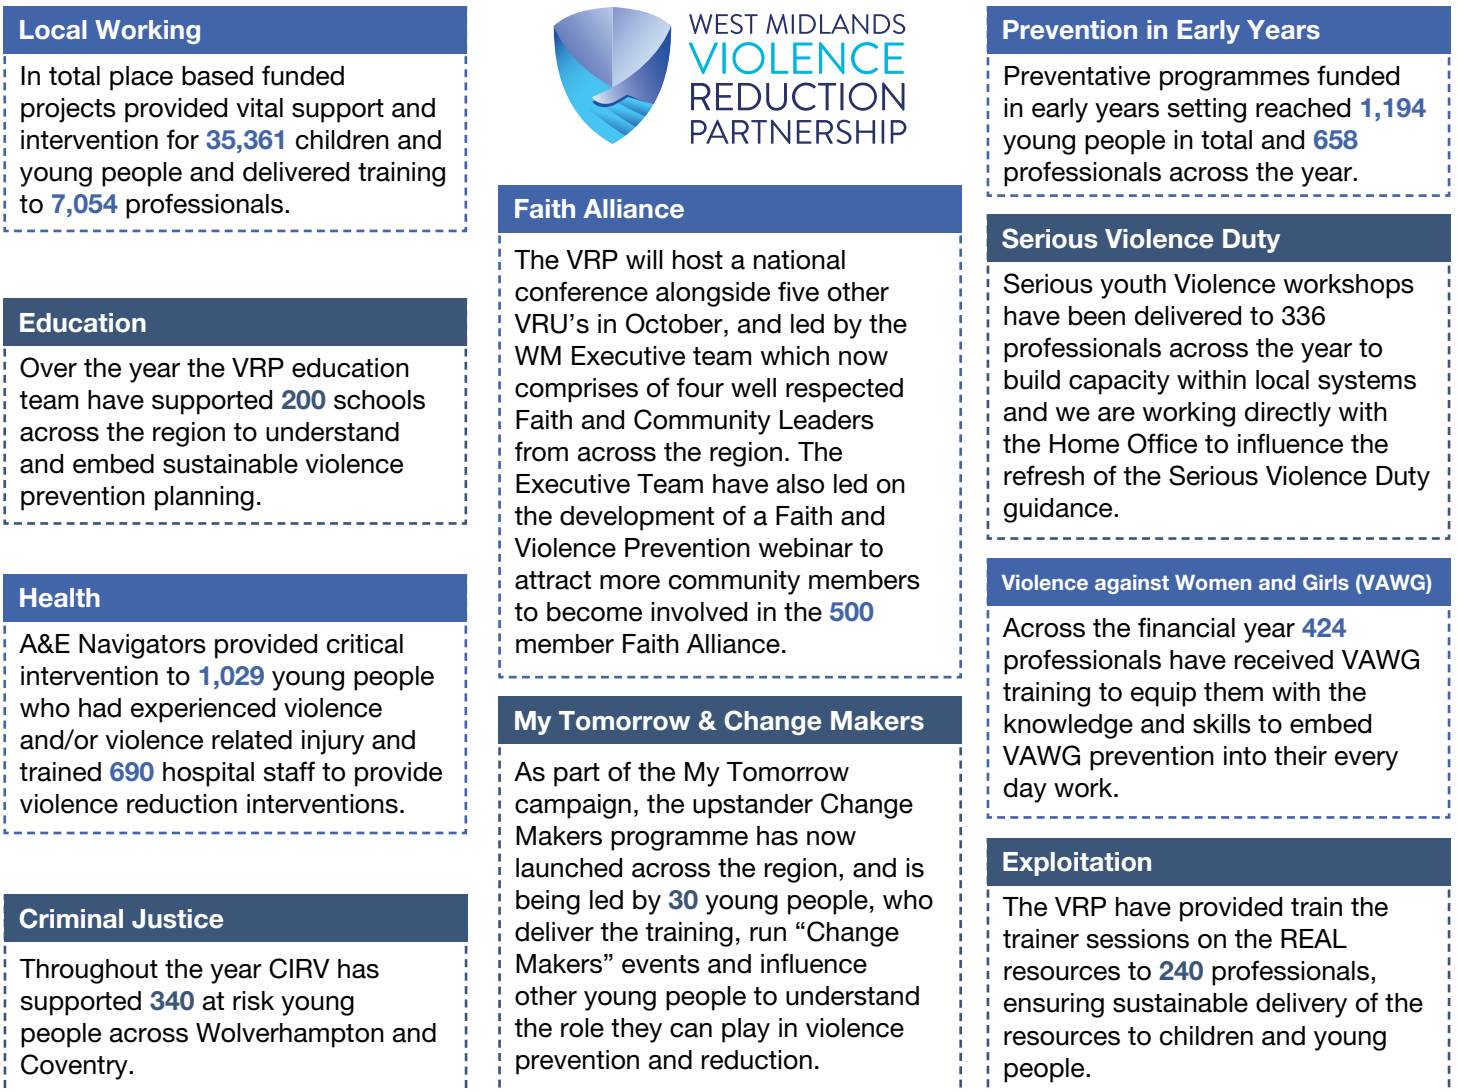 Local Working
In total place based funded
projects provided vital support and
intervention for 35,361 children and
young people and delivered training
to 7,054 professionals.
Education
Over the year the VRP education
team have supported 200 schools
across the region to understand
and embed sustainable violence
prevention planning.
Health
A&E Navigators provided critical
intervention to 1,029 young people
who had experienced violence
and/or violence related injury and
trained 690 hospital staff to provide
violence reduction interventions.
Criminal Justice
Throughout the year CIRV has
supported 340 at risk young
people across Wolverhampton and
Coventry.
WEST MIDLANDS
VIOLENCE
REDUCTION
PARTNERSHIP
Faith Alliance
The VRP will host a national
conference alongside five other
VRU’s in October, and led by the
WM Executive team which now
comprises of four well respected
Faith and Community Leaders
from across the region. The
Executive Team have also led on
the development of a Faith and
Violence Prevention webinar to
attract more community members
to become involved in the 500
member Faith Alliance.
My Tomorrow & Change Makers
As part of the My Tomorrow
campaign, the upstander Change
Makers programme has now
launched across the region, and is
being led by 30 young people, who
deliver the training, run “Change
Makers” events and influence
other young people to understand
the role they can play in violence
prevention and reduction.
Prevention in Early Years
Preventative programmes funded
in early years setting reached 1,194
young people in total and 658
professionals across the year.
Serious Violence Duty
Serious youth Violence workshops
have been delivered to 336
professionals across the year to
build capacity within local systems
and we are working directly with
the Home Office to influence the
refresh of the Serious Violence Duty
guidance.
Violence against Women and Girls (VAWG)
Across the financial year 424
professionals have received VAWG
training to equip them with the
knowledge and skills to embed
VAWG prevention into their every
day work.
Exploitation
The VRP have provided train the
trainer sessions on the REAL
resources to 240 professionals,
ensuring sustainable delivery of the
resources to children and young
people.